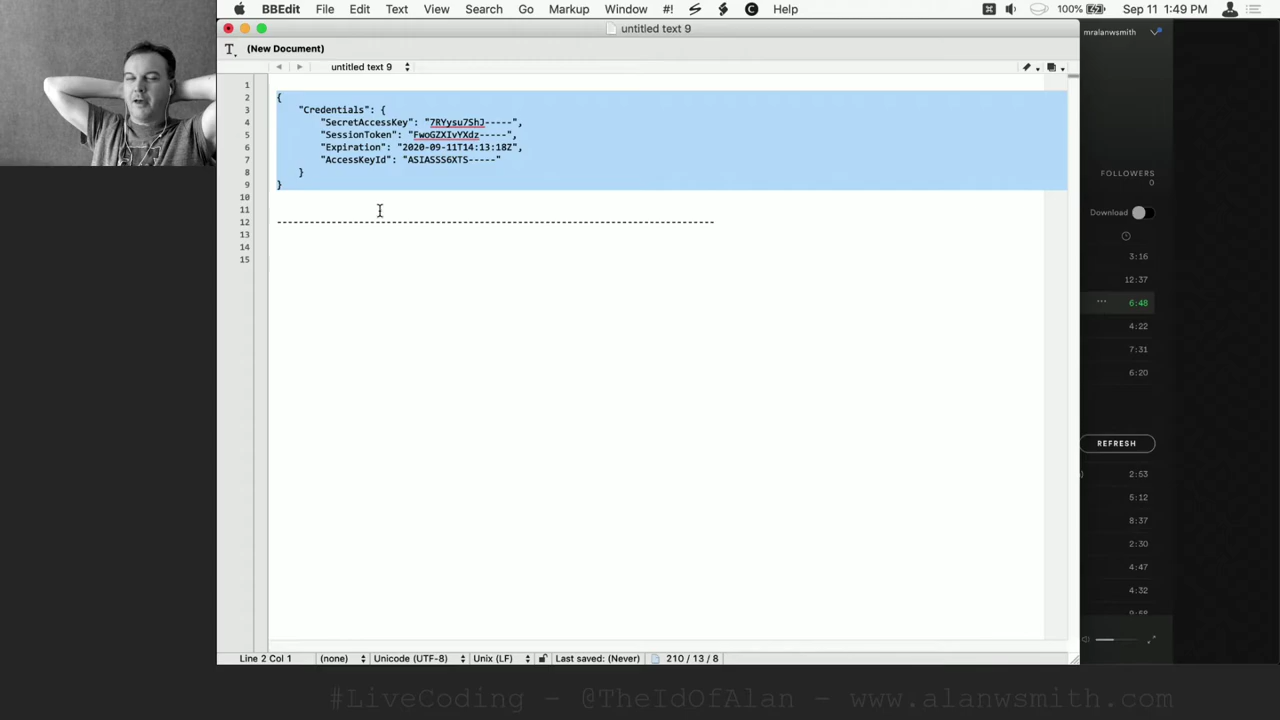 BBEdit File Edit Text View Search Go Markup Window #! Help 100% Sep 11 1:49 PM
untitled text 9
(New Document)
mralanwsmith
untitled text 9
1
2 {
3 "Credentials": {
4 "SecretAccessKey": "7RYysu7ShJ-----",
5 "SessionToken": "FwoGZXIvYXdz-----",
6 "Expiration": "2020-09-11T14:13:18Z",
7 "AccessKeyId": "ASIASSS6XTS-----"
8 }
9 }
10
11
12 --------------------------------------------------------------------------------
13
14
15
FOLLOWERS
0
Download
3:16
12:37
... 6:48
4:22
7:31
6:20
REFRESH
2:53
5:12
8:37
2:30
4:47
4:32
Line 2 Col 1 (none) Unicode (UTF-8) Unix (LF) Last saved: (Never) 210 / 13 / 8
#LiveCoding - @TheIdOfAlan - www.alanwsmith.com